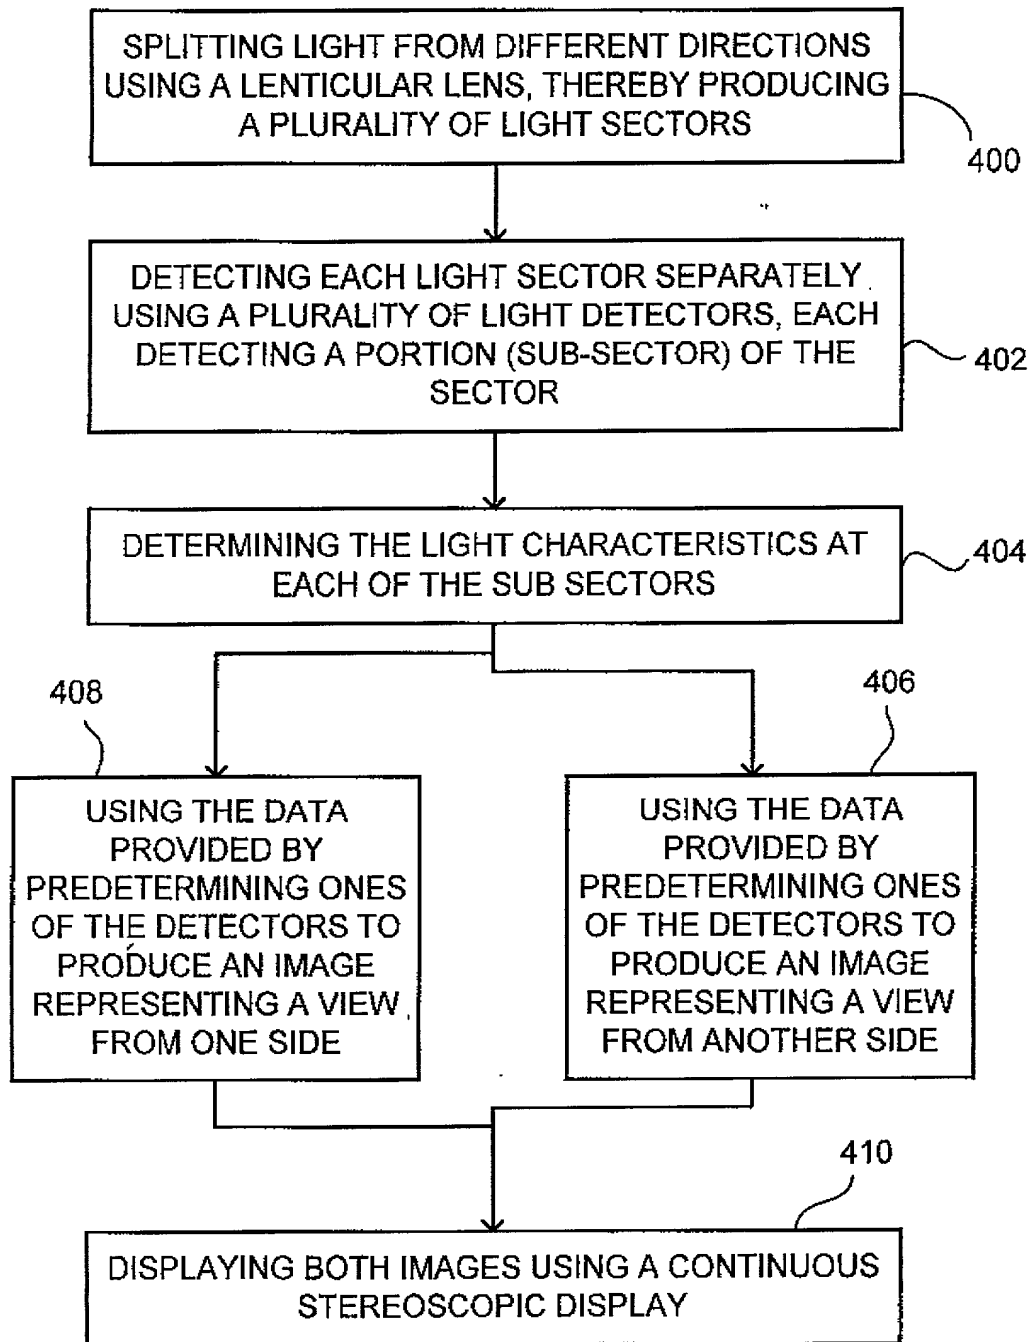 SPLITTING LIGHT FROM DIFFERENT DIRECTIONS
USING A LENTICULAR LENS, THEREBY PRODUCING
A PLURALITY OF LIGHT SECTORS
400
DETECTING EACH LIGHT SECTOR SEPARATELY
USING A PLURALITY OF LIGHT DETECTORS, EACH
DETECTING A PORTION (SUB-SECTOR) OF THE
SECTOR
402
DETERMINING THE LIGHT CHARACTERISTICS AT
EACH OF THE SUB SECTORS
404
408
USING THE DATA
PROVIDED BY
PREDETERMINING ONES
OF THE DETECTORS TO
PRODUCE AN IMAGE
REPRESENTING A VIEW
FROM ONE SIDE
406
USING THE DATA
PROVIDED BY
PREDETERMINING ONES
OF THE DETECTORS TO
PRODUCE AN IMAGE
REPRESENTING A VIEW
FROM ANOTHER SIDE
410
DISPLAYING BOTH IMAGES USING A CONTINUOUS
STEREOSCOPIC DISPLAY